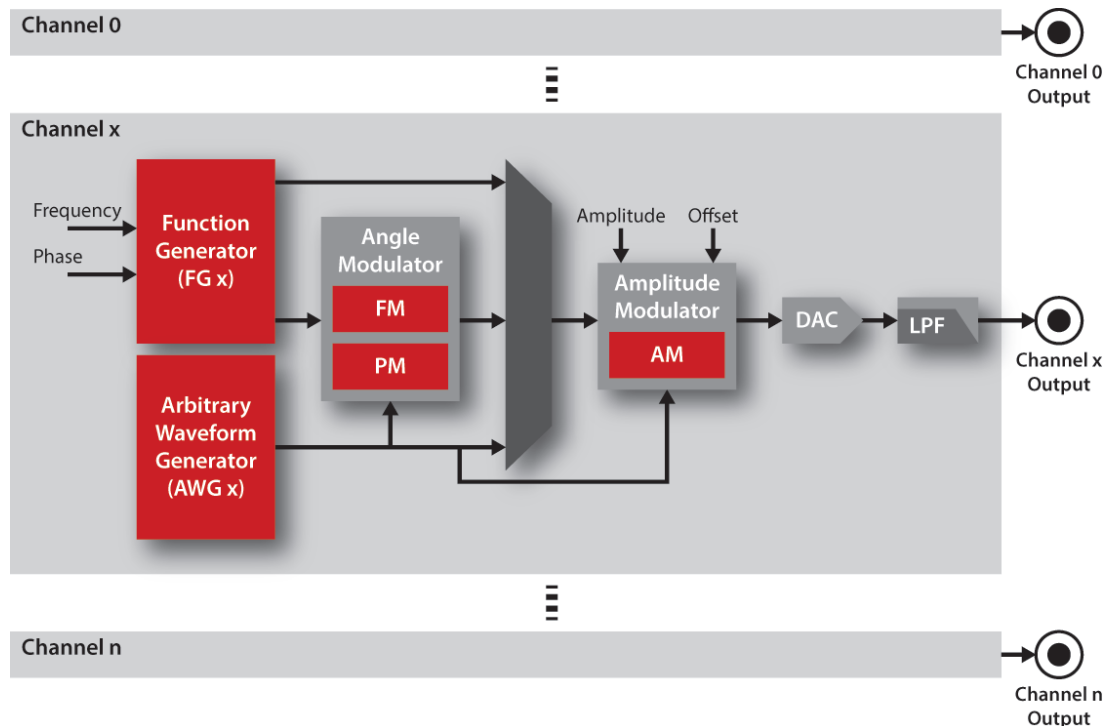 Channel 0
Channel 0
Output
Channel x
Frequency
Phase
Function
Generator
(FG x)
Angle
Modulator
FM
PM
Arbitrary
Waveform
Generator
(AWG x)
Amplitude
Offset
Amplitude
Modulator
AM
DAC
LPF
Channel x
Output
Channel n
Channel n
Output